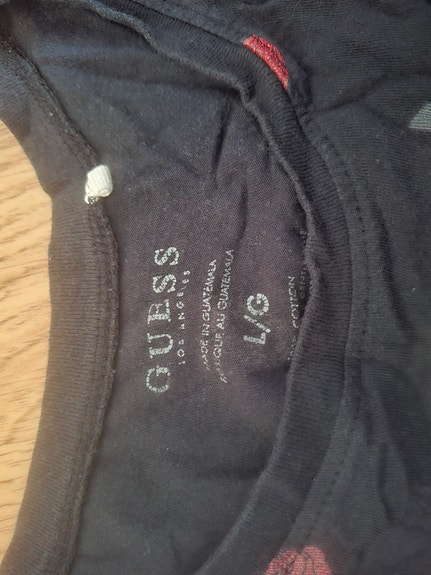 GUESS
LOS ANGELES
MADE IN GUATEMALA
FABRIQUE AU GUATEMALA
L/G
COTTON